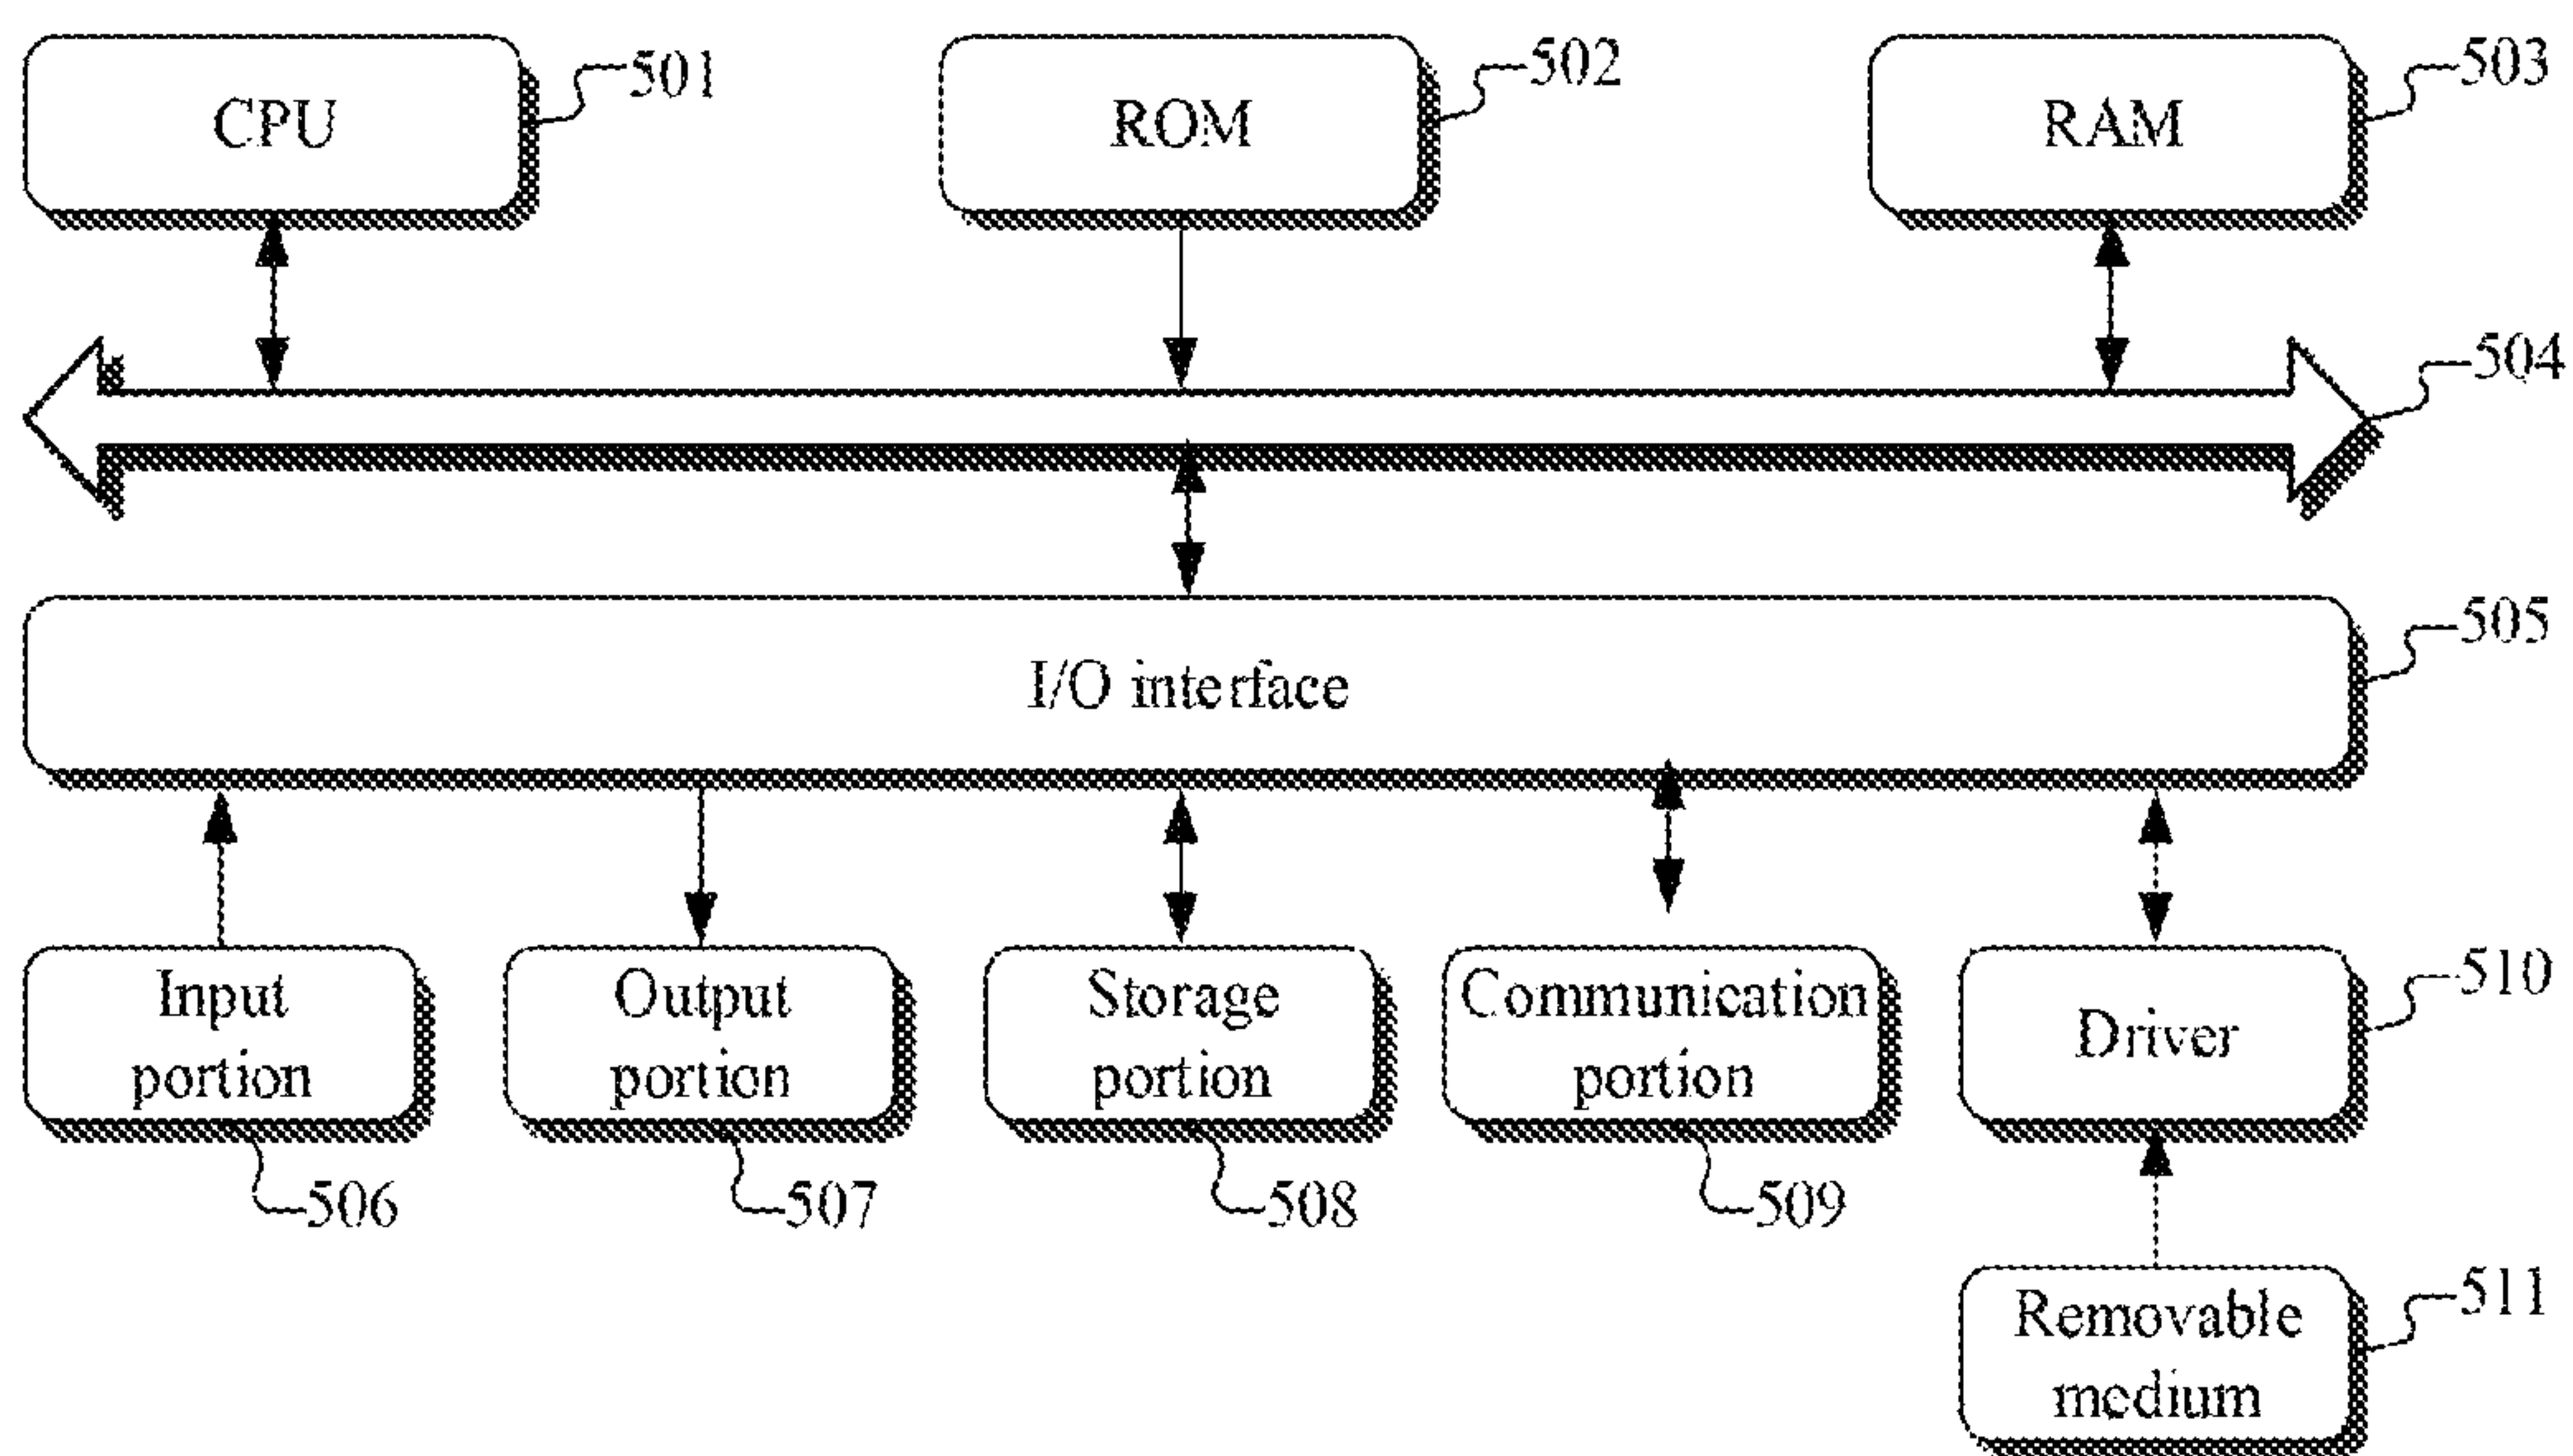 CPU
501
ROM
502
RAM
503
504
I/O interface
505
Input
portion
506
Output
portion
507
Storage
portion
508
Communication
portion
509
Driver
510
Removable
medium
511